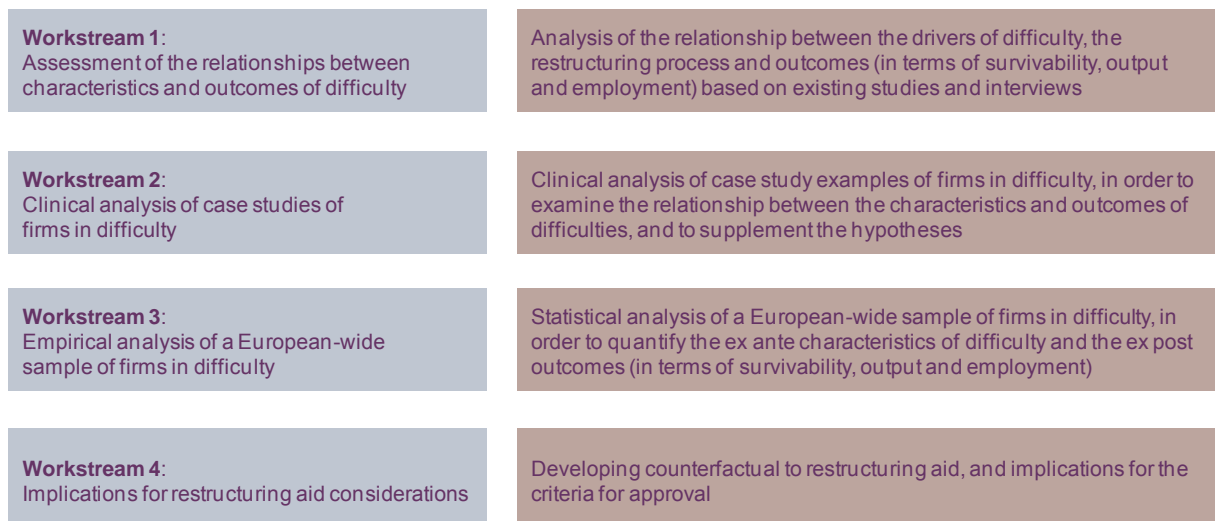 Workstream 1:
Assessment of the relationships between
characteristics and outcomes of difficulty
Analysis of the relationship between the drivers of difficulty, the
restructuring process and outcomes (in terms of survivability, output
and employment) based on existing studies and interviews
Workstream 2:
Clinical analysis of case studies of
firms in difficulty
Clinical analysis of case study examples of firms in difficulty, in order to
examine the relationship between the characteristics and outcomes of
difficulties, and to supplement the hypotheses
Workstream 3:
Empirical analysis of a European-wide
sample of firms in difficulty
Statistical analysis of a European-wide sample of firms in difficulty, in
order to quantify the ex ante characteristics of difficulty and the ex post
outcomes (in terms of survivability, output and employment)
Workstream 4:
Implications for restructuring aid considerations
Developing counterfactual to restructuring aid, and implications for the
criteria for approval